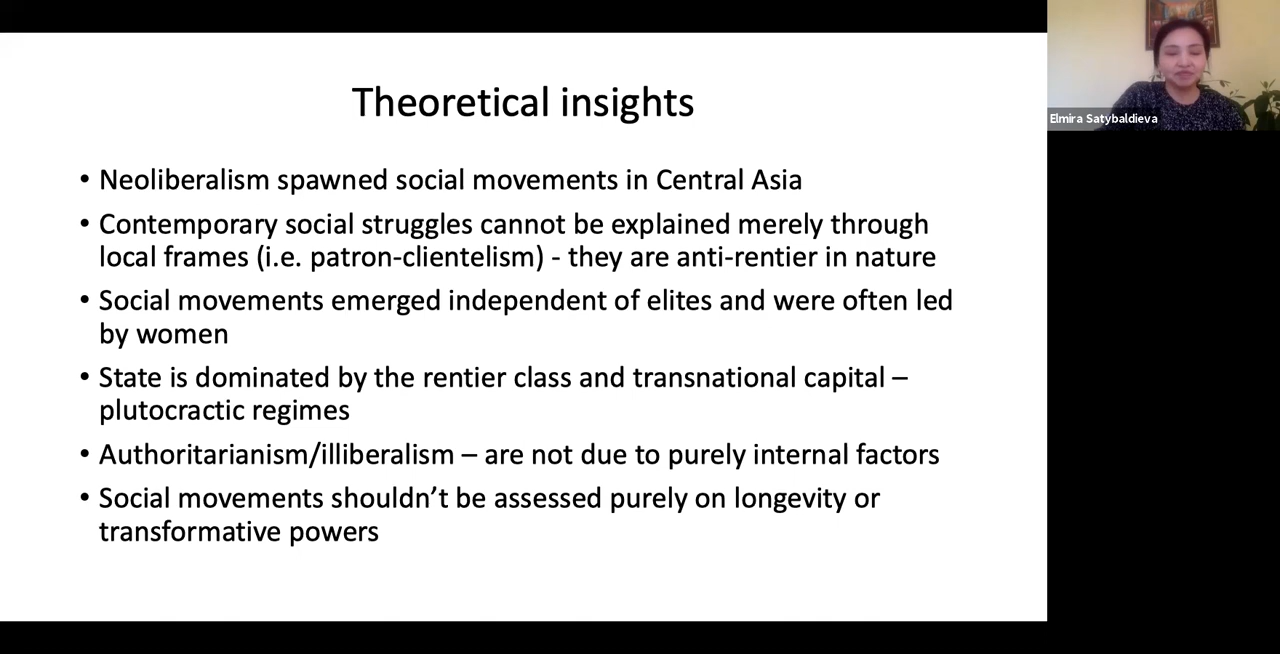 Theoretical insights
• Neoliberalism spawned social movements in Central Asia
• Contemporary social struggles cannot be explained merely through
local frames (i.e. patron-clientelism) - they are anti-rentier in nature
• Social movements emerged independent of elites and were often led
by women
• State is dominated by the rentier class and transnational capital –
plutocractic regimes
• Authoritarianism/illiberalism – are not due to purely internal factors
• Social movements shouldn’t be assessed purely on longevity or
transformative powers
Elmira Satybaldieva